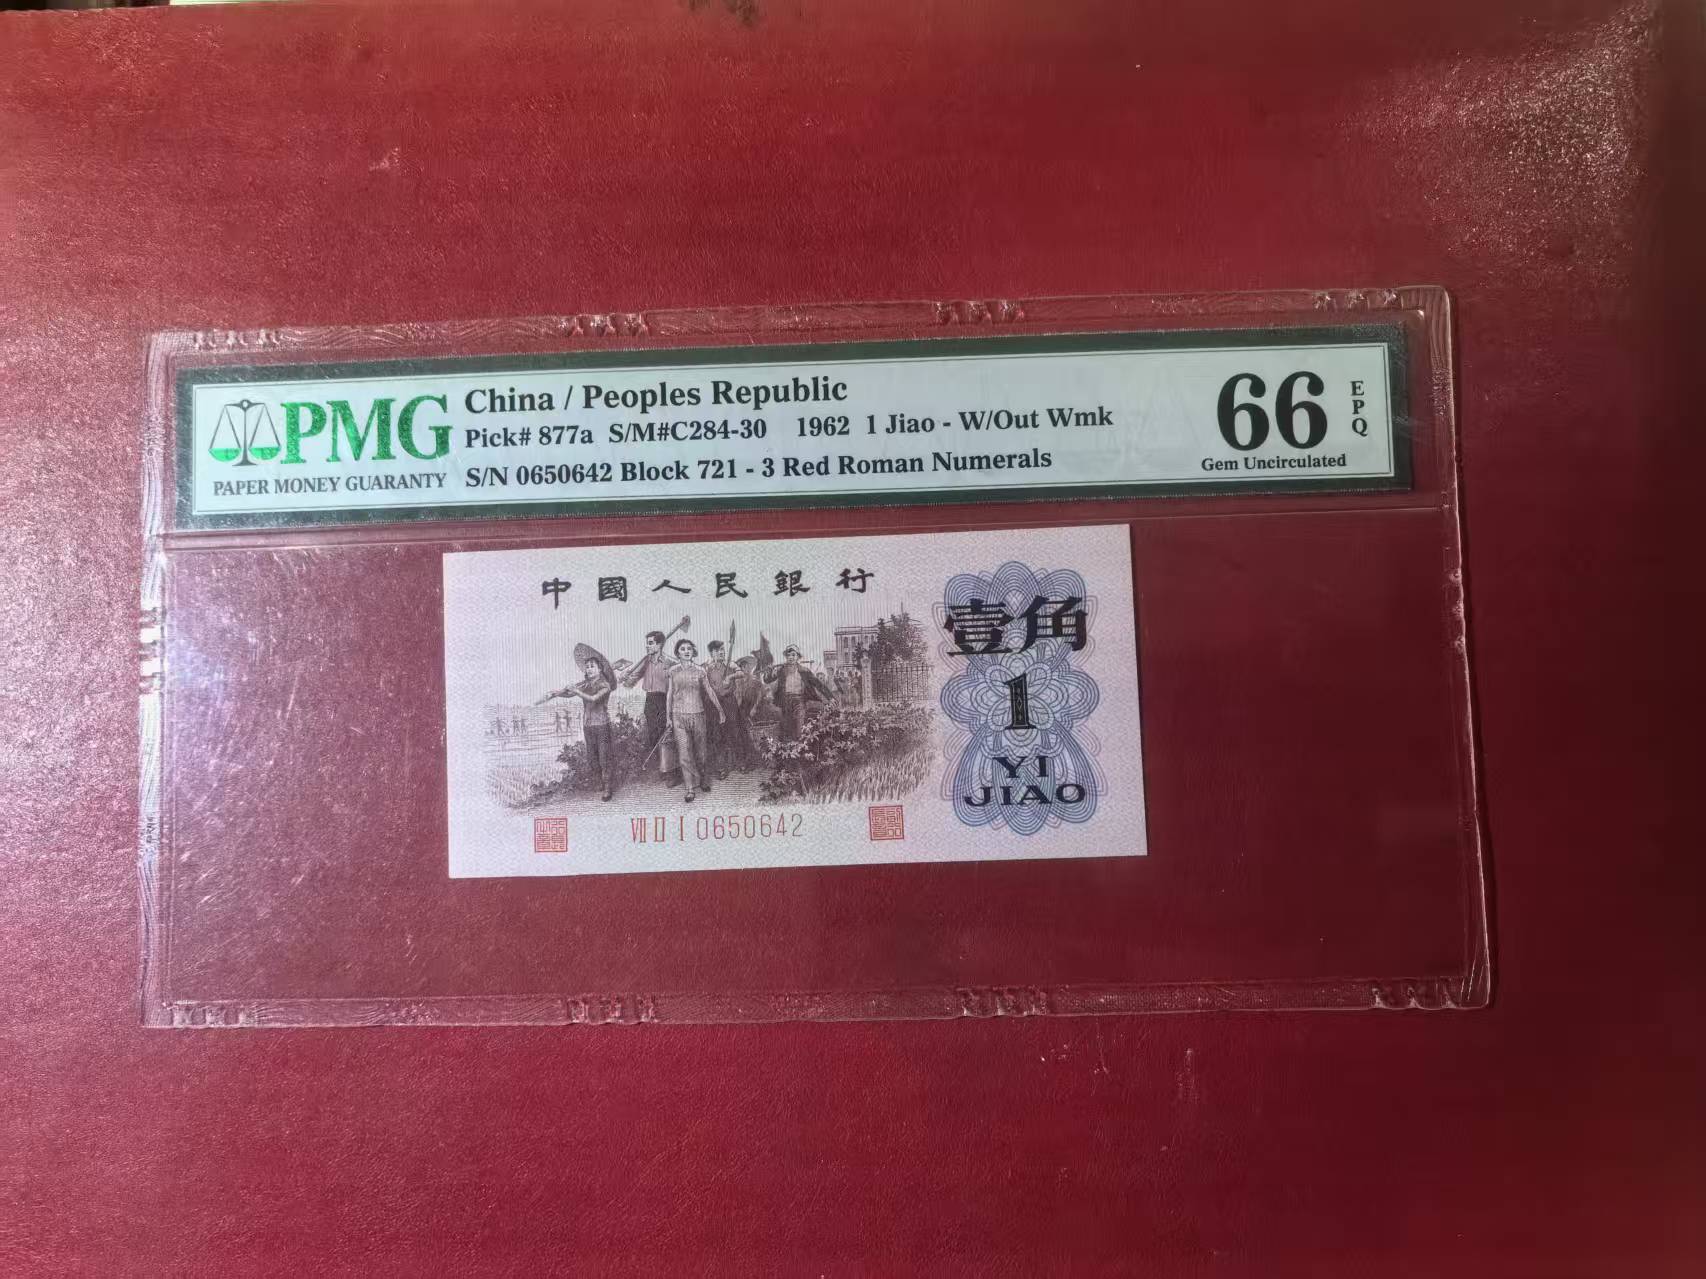 PMG
PAPER MONEY GUARANTY
China / Peoples Republic
Pick# 877a S/M#C284-30 1962 1 Jiao - W/Out Wmk
S/N 0650642 Block 721 - 3 Red Roman Numerals
66
EPQ
Gem Uncirculated
中國人民銀行
壹角
1
YI
JIAO
VII II I 0650642